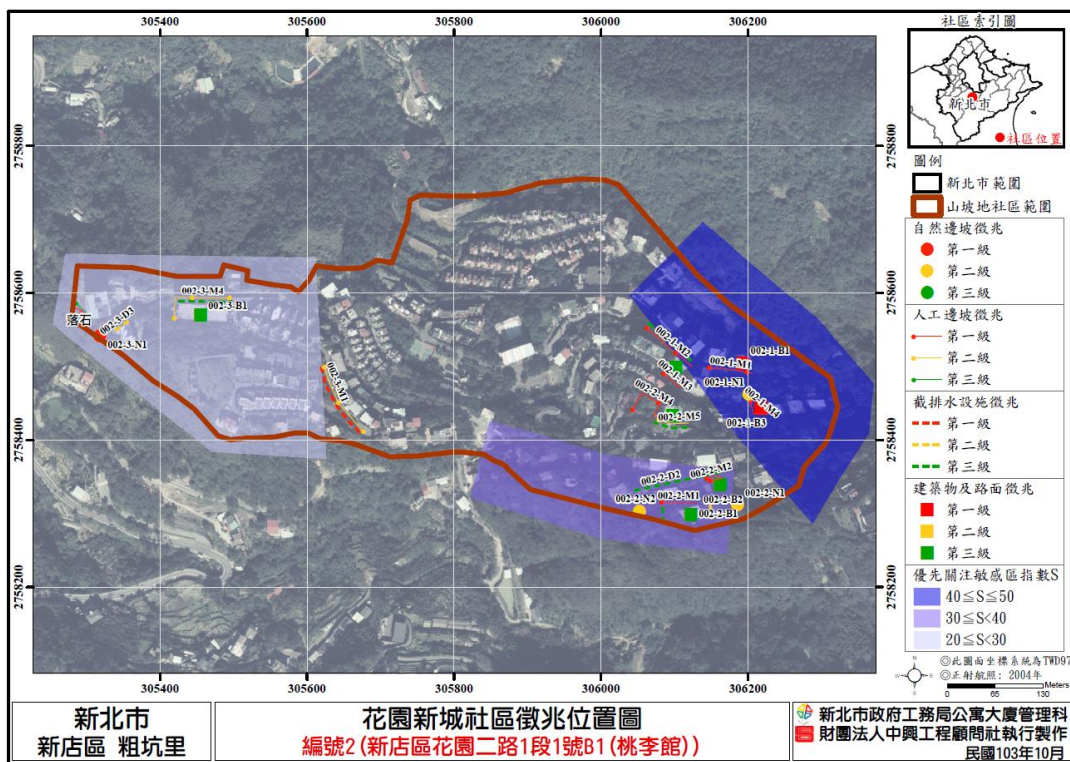 305400
305600
305800
306000
306200
2758800
2758600
2758400
2758200
2758800
2758600
2758400
2758200
002-3-M4
002-3-B1
落石
002-3-D3
002-3-N1
002-3-M1
002-1-M2
002-1-B1
002-1-M1
002-1-M3
002-1-N1
002-2-M4
002-1-M4
002-2-M5
002-1-B3
002-2-D2
002-2-M2
002-2-N2
002-2-M1
002-2-B2
002-2-N1
002-2-B1
305400
305600
305800
306000
306200
社區索引圖
新北市
社區位置
圖例
新北市範圍
山坡地社區範圍
自然邊坡徵兆
第一級
第二級
第三級
人工邊坡徵兆
第一級
第二級
第三級
截排水設施徵兆
第一級
第二級
第三級
建築物及路面徵兆
第一級
第二級
第三級
優先關注敏感區指數S
40≦S≦50
30≦S<40
20≦S<30
◎此圖面坐標系統為TWD97
◎正射航照: 2004年
Meters
0 65 130
新北市
新店區 粗坑里
花園新城社區徵兆位置圖
編號2(新店區花園二路1段1號B1(桃李館))
新北市政府工務局公寓大廈管理科
財團法人中興工程顧問社執行製作
民國103年10月